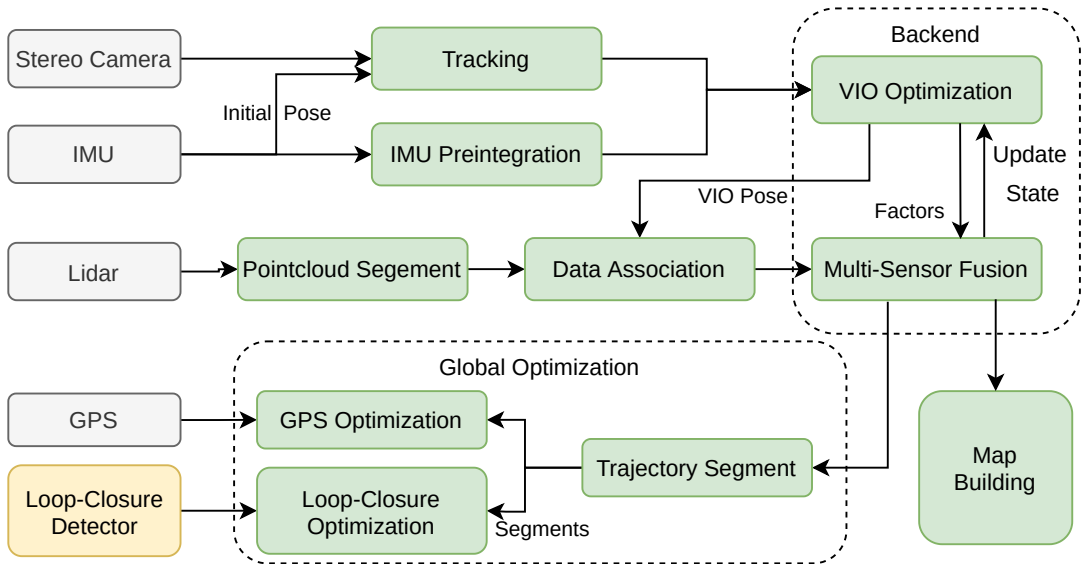 Backend
Stereo Camera
Tracking
VIO Optimization
Initial Pose
IMU
IMU Preintegration
Update
State
VIO Pose
Factors
Lidar
Pointcloud Segement
Data Association
Multi-Sensor Fusion
Global Optimization
GPS
GPS Optimization
Trajectory Segment
Map
Building
Loop-Closure
Detector
Loop-Closure
Optimization
Segments